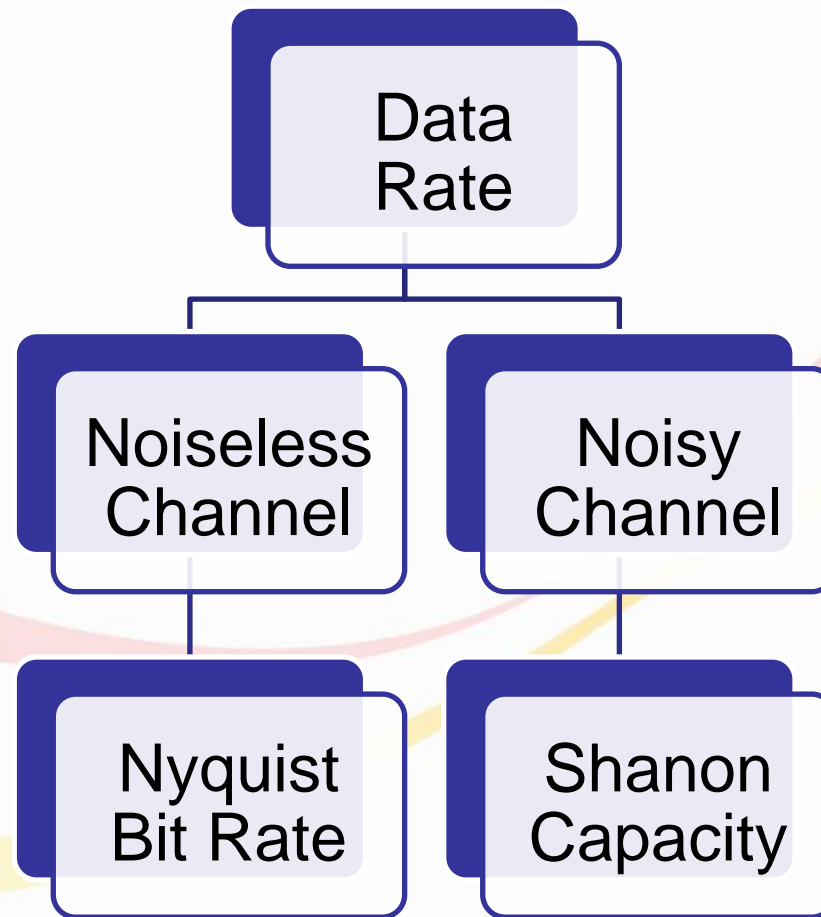 Data
Rate
Noiseless
Channel
Noisy
Channel
Nyquist
Bit Rate
Shanon
Capacity